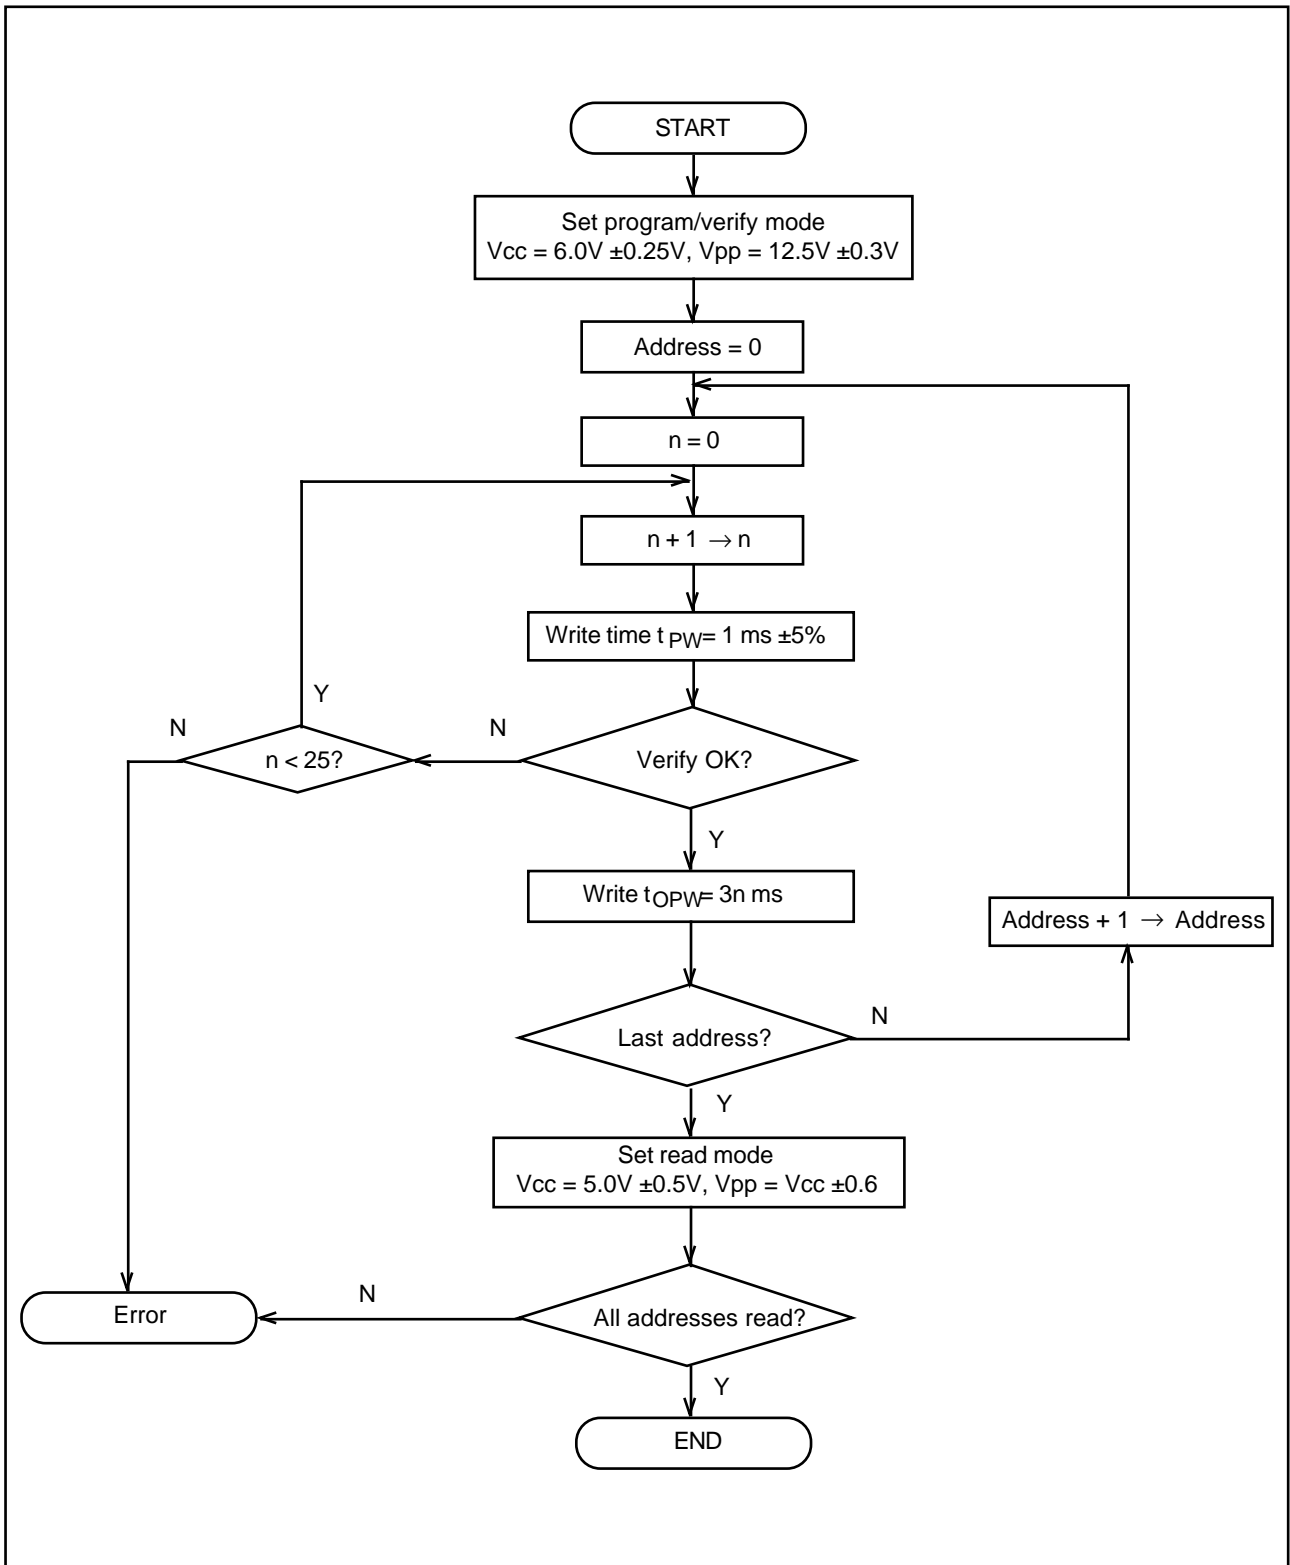 START
Set program/verify mode
Vcc = 6.0V ±0.25V, Vpp = 12.5V ±0.3V
Address = 0
n = 0
n + 1 → n
Write time t PW= 1 ms ±5%
Y
N
n < 25?
N
Verify OK?
Y
Write tOPW= 3n ms
Address + 1 → Address
Last address?
N
Y
Set read mode
Vcc = 5.0V ±0.5V, Vpp = Vcc ±0.6
Error
N
All addresses read?
Y
END